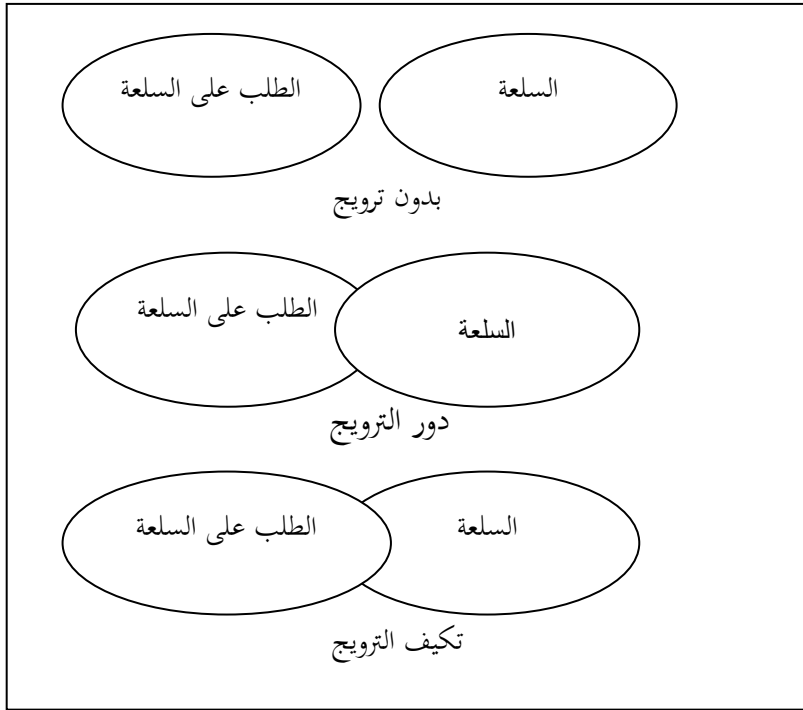 السلعة
الطلب على السلعة
بدون ترويج
السلعة
الطلب على السلعة
دور الترويج
السلعة
الطلب على السلعة
تكيف الترويج